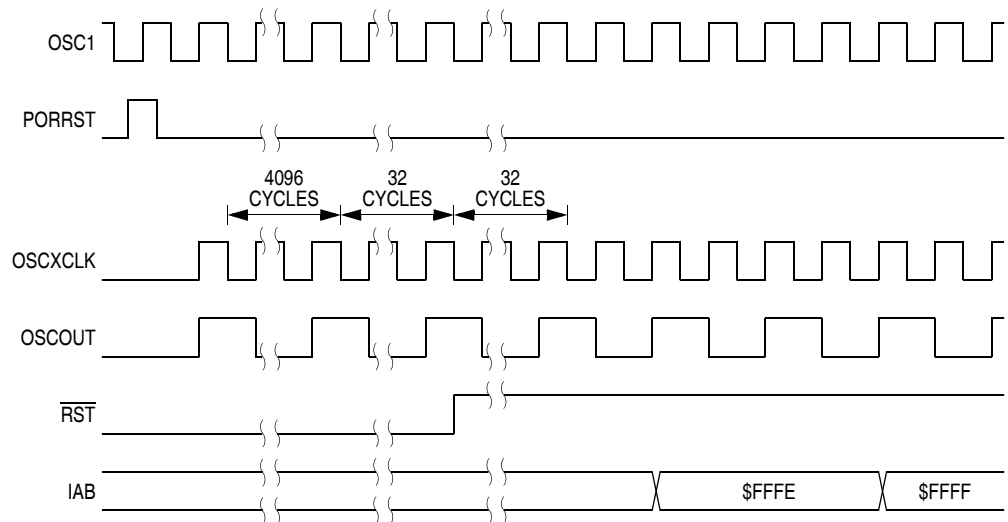 OSC1
PORRST
4096
CYCLES
32
CYCLES
32
CYCLES
OSCXCLK
OSCOUT
RST
IAB
$FFFE
$FFFF